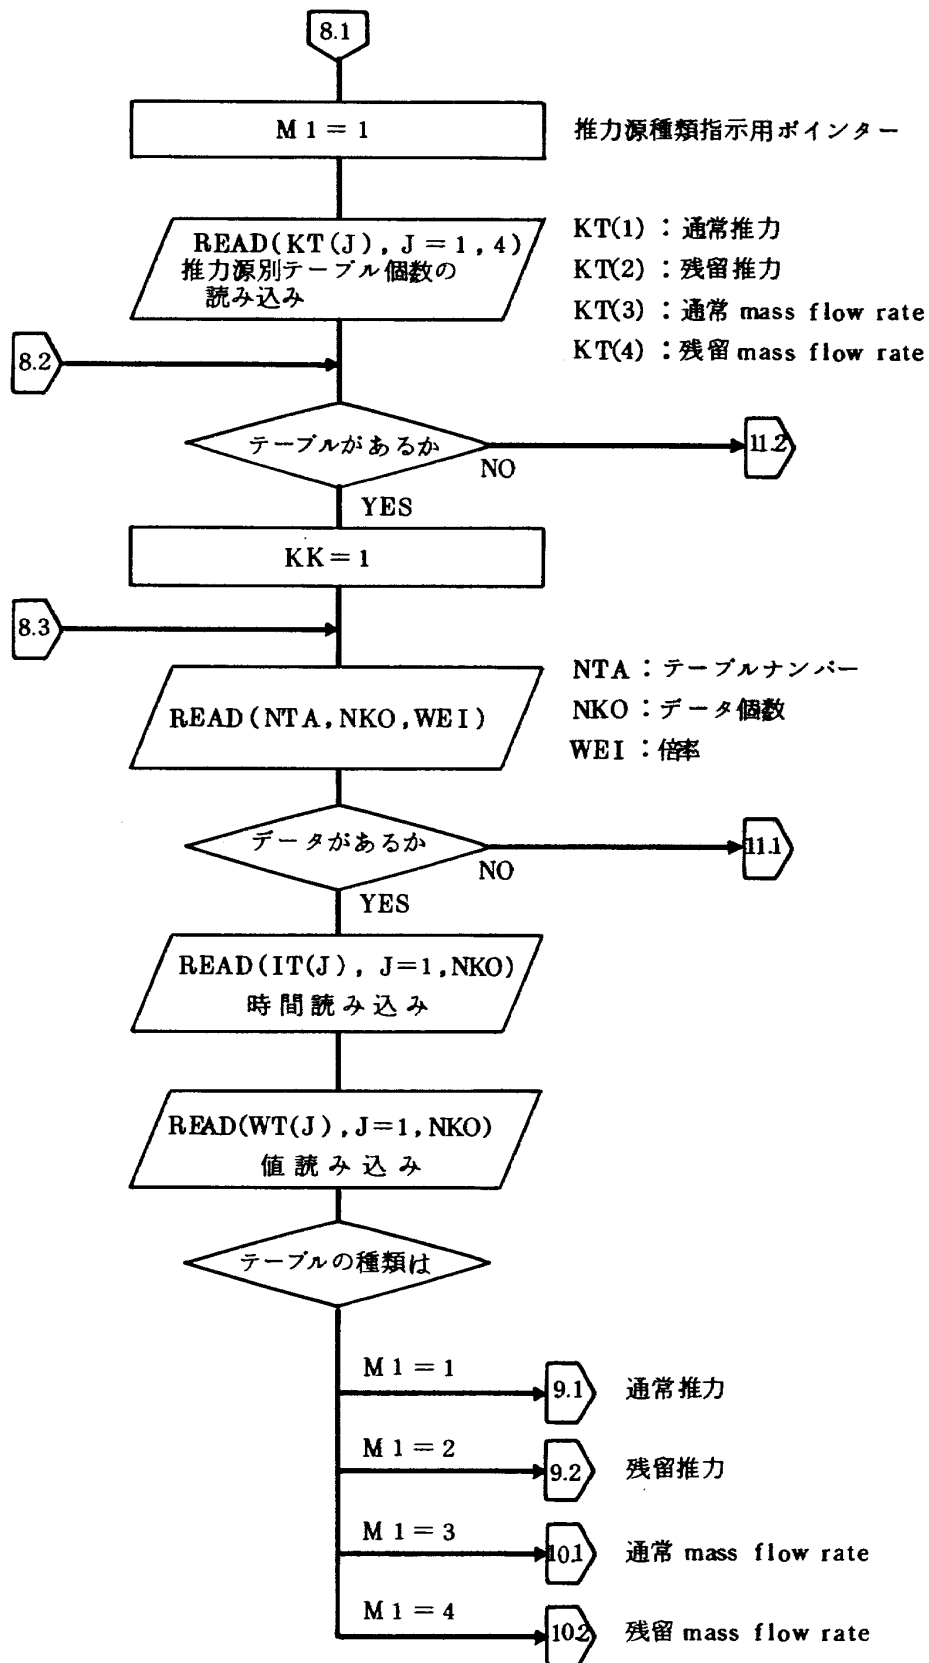 8.1
M1=1
推力源種類指示用ポインター
READ(KT(J), J=1,4)
推力源別テーブル個数の
読み込み
KT(1)：通常推力
KT(2)：残留推力
KT(3)：通常 mass flow rate
KT(4)：残留 mass flow rate
8.2
テーブルがあるか
NO
11.2
YES
KK=1
8.3
READ(NTA,NKO,WEI)
NTA：テーブルナンバー
NKO：データ個数
WEI：倍率
データがあるか
NO
11.1
YES
READ(IT(J), J=1,NKO)
時間読み込み
READ(WT(J),J=1,NKO)
値読み込み
テーブルの種類は
M1=1
9.1
通常推力
M1=2
9.2
残留推力
M1=3
10.1
通常 mass flow rate
M1=4
10.2
残留 mass flow rate